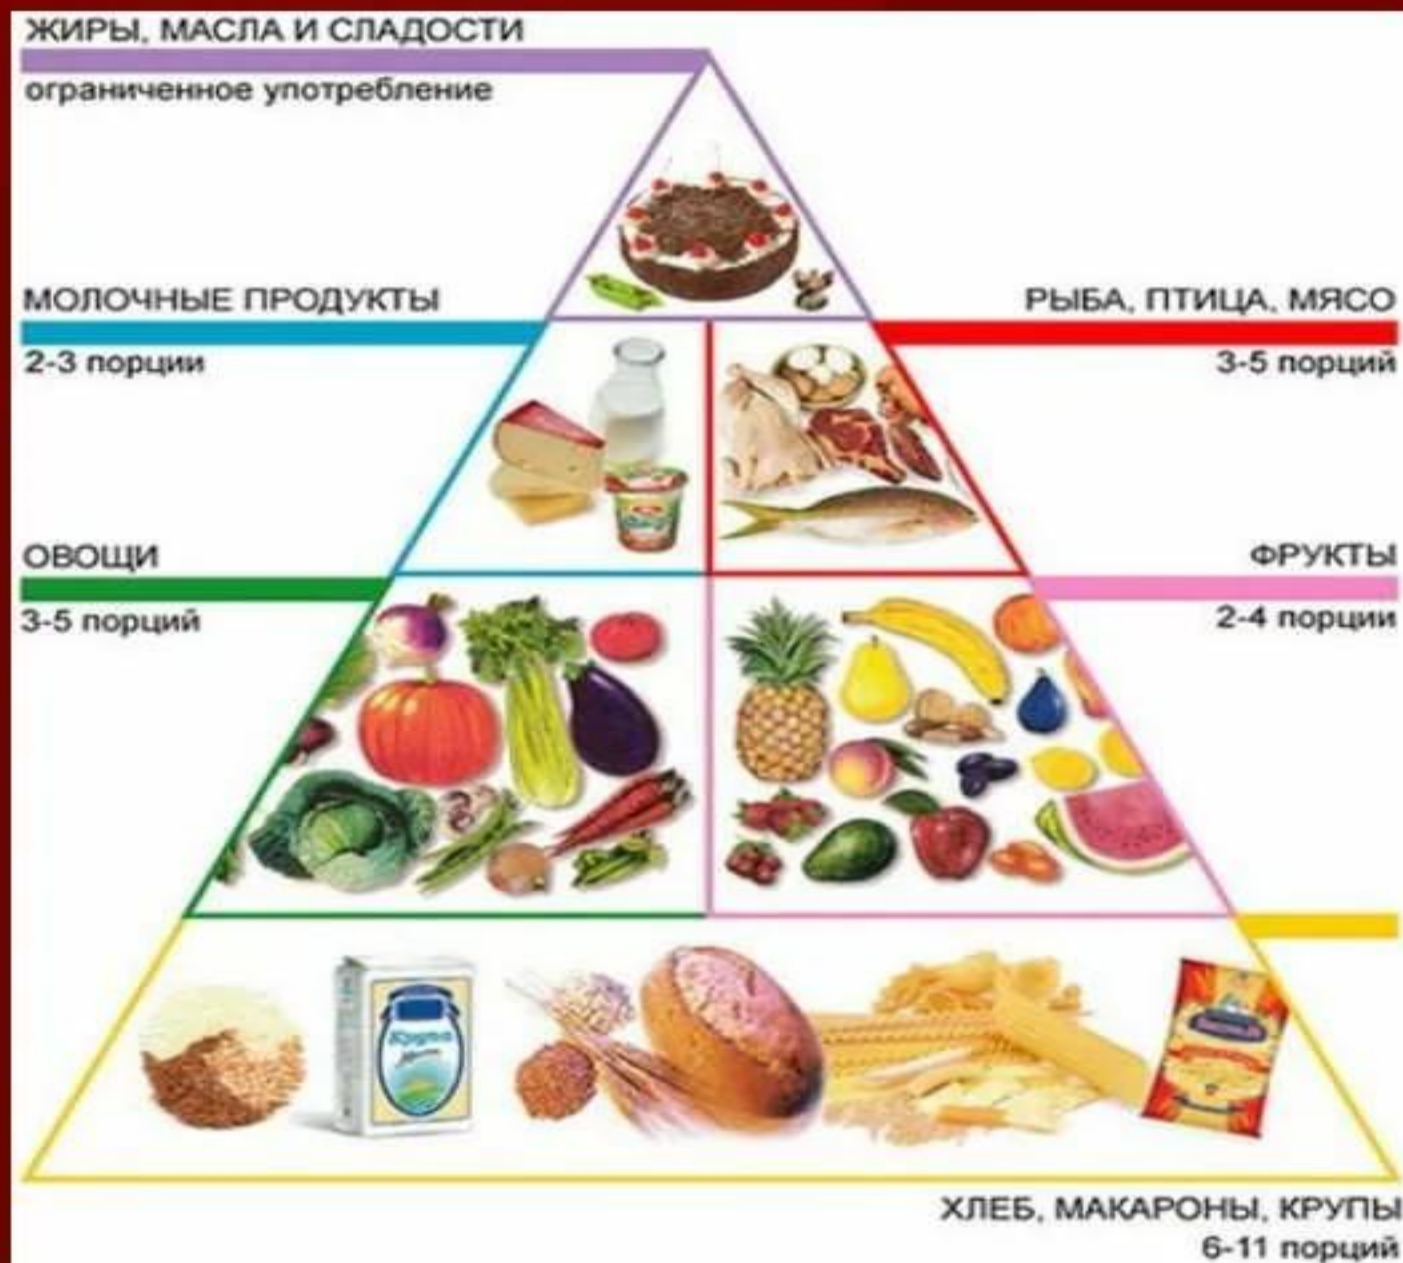 ЖИРЫ, МАСЛА И СЛАДОСТИ
ограниченное употребление
МОЛОЧНЫЕ ПРОДУКТЫ
2-3 порции
РЫБА, ПТИЦА, МЯСО
3-5 порций
ОВОЩИ
3-5 порций
ФРУКТЫ
2-4 порции
Крупа
ХЛЕБ, МАКАРОНЫ, КРУПЫ
6-11 порций